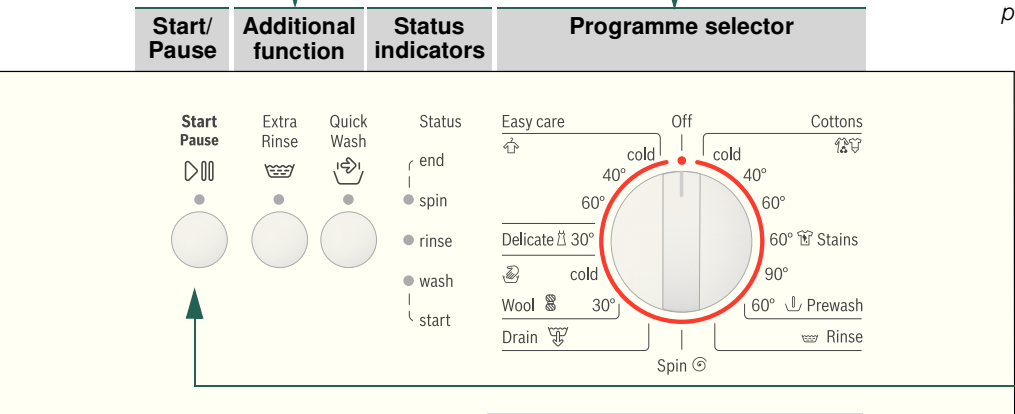 p
Start/ Additional Status Programme selector
Pause function indicators
Start Extra Quick Status Easy care Off Cottons
Pause Rinse Wash
end cold cold
40° 40°
spin 60° 60°
rinse Delicate 30° 60° Stains
wash cold 90°
start Wool 30° 60° Prewash
Drain Rinse
Spin